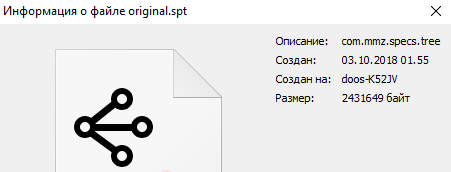 Информация о файле original.spt
Описание: com.mmz.specs.tree
Создан: 03.10.2018 01.55
Создан на: doos-K52JV
Размер: 2431649 байт